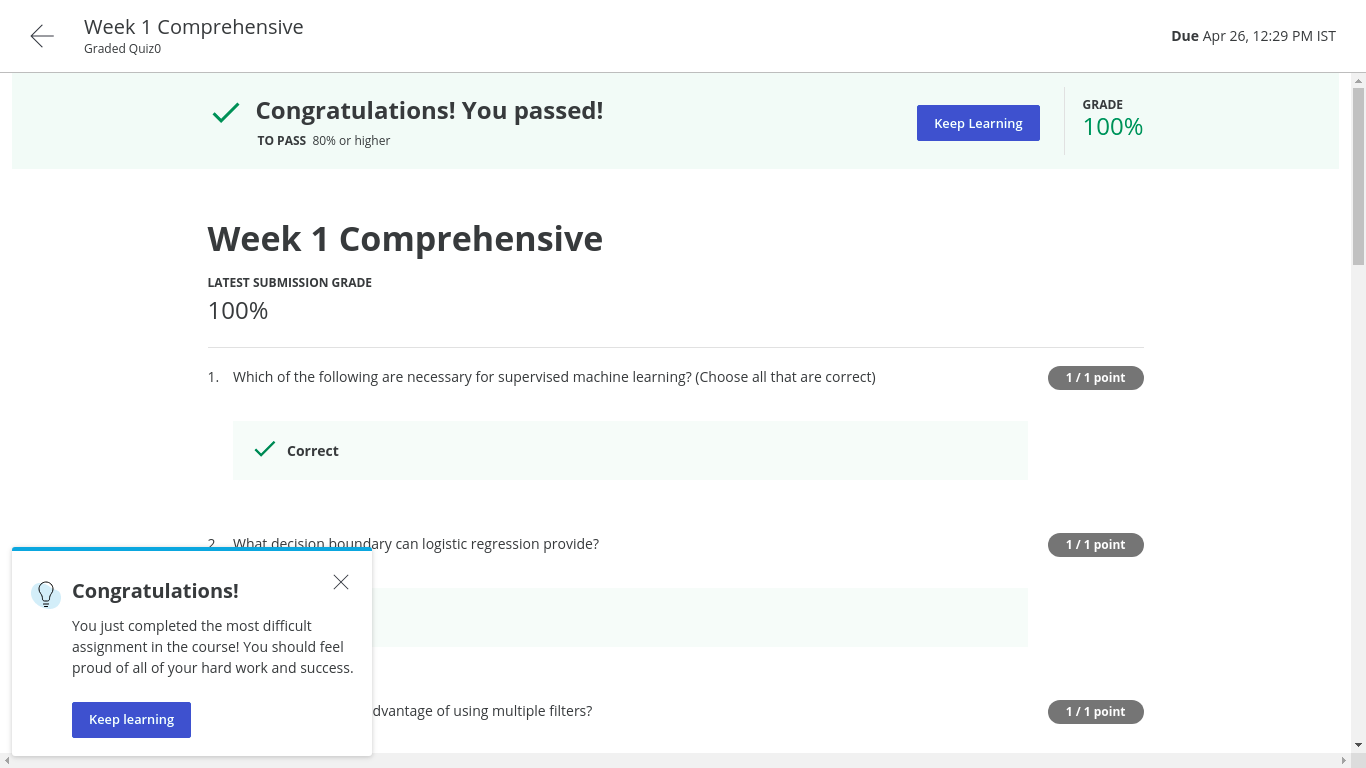 Week 1 Comprehensive
Graded Quiz0
Due Apr 26, 12:29 PM IST
Congratulations! You passed!
TO PASS 80% or higher
Keep Learning
GRADE
100%
Week 1 Comprehensive
LATEST SUBMISSION GRADE
100%
1. Which of the following are necessary for supervised machine learning? (Choose all that are correct)
1 / 1 point
Correct
2. What decision boundary can logistic regression provide?
1 / 1 point
dvantage of using multiple filters?
1 / 1 point
Congratulations!
You just completed the most difficult
assignment in the course! You should feel
proud of all of your hard work and success.
Keep learning